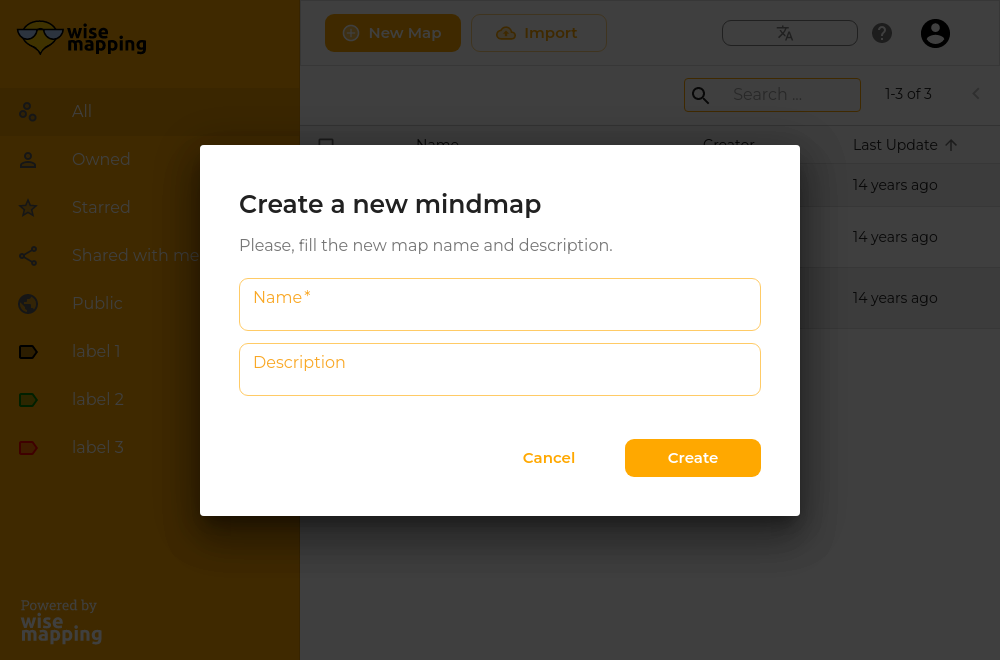 wise
mapping
New Map
Import
Search ...
1-3 of 3
All
Owned
Starred
Shared with me
Public
label 1
label 2
label 3
Name
Creator
Last Update
14 years ago
14 years ago
14 years ago
Create a new mindmap
Please, fill the new map name and description.
Name *
Description
Cancel
Create
Powered by
wise
mapping